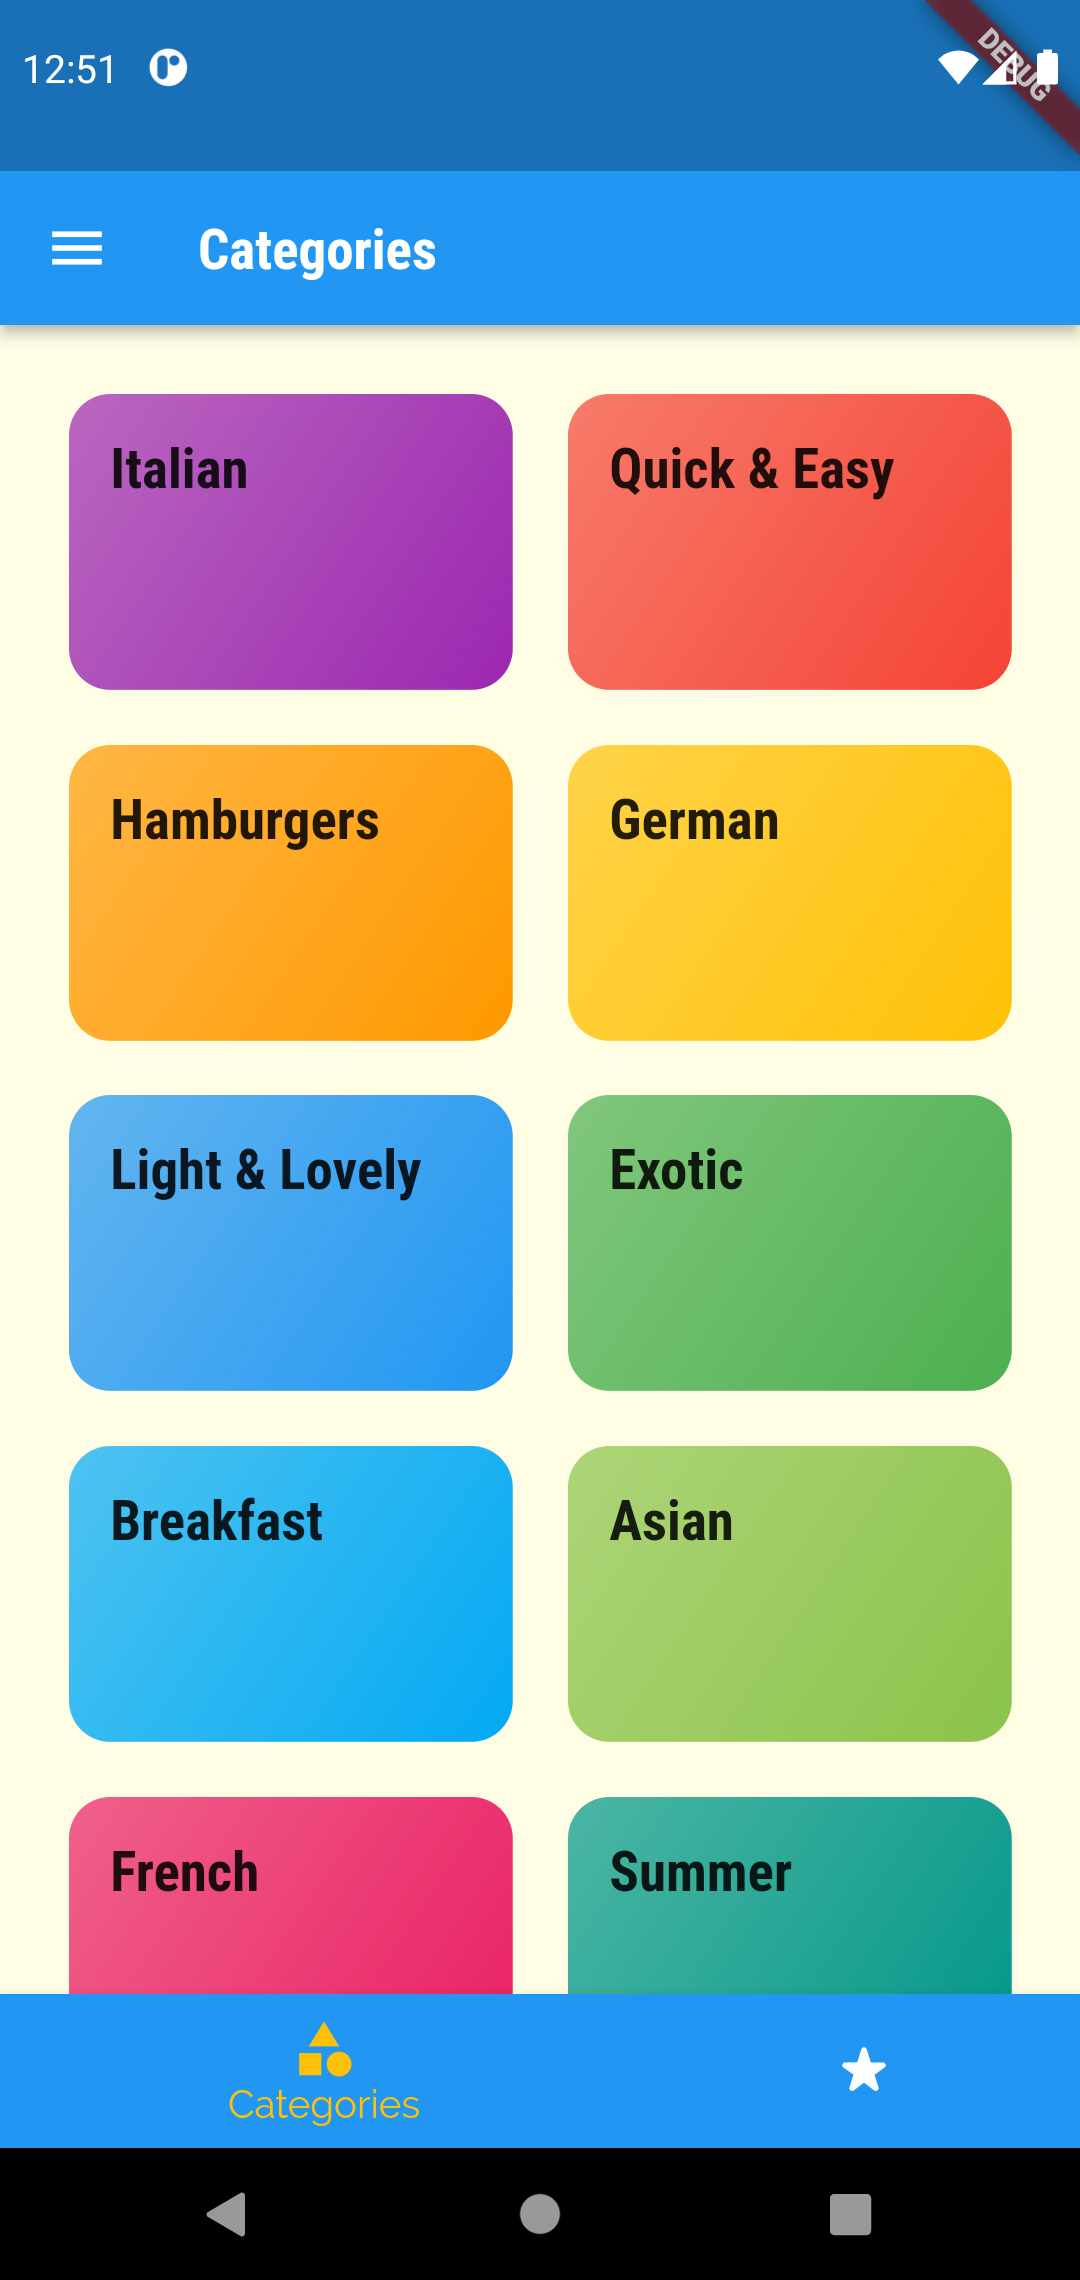 12:51
DEBUG
Categories
Italian
Quick & Easy
Hamburgers
German
Light & Lovely
Exotic
Breakfast
Asian
French
Summer
Categories